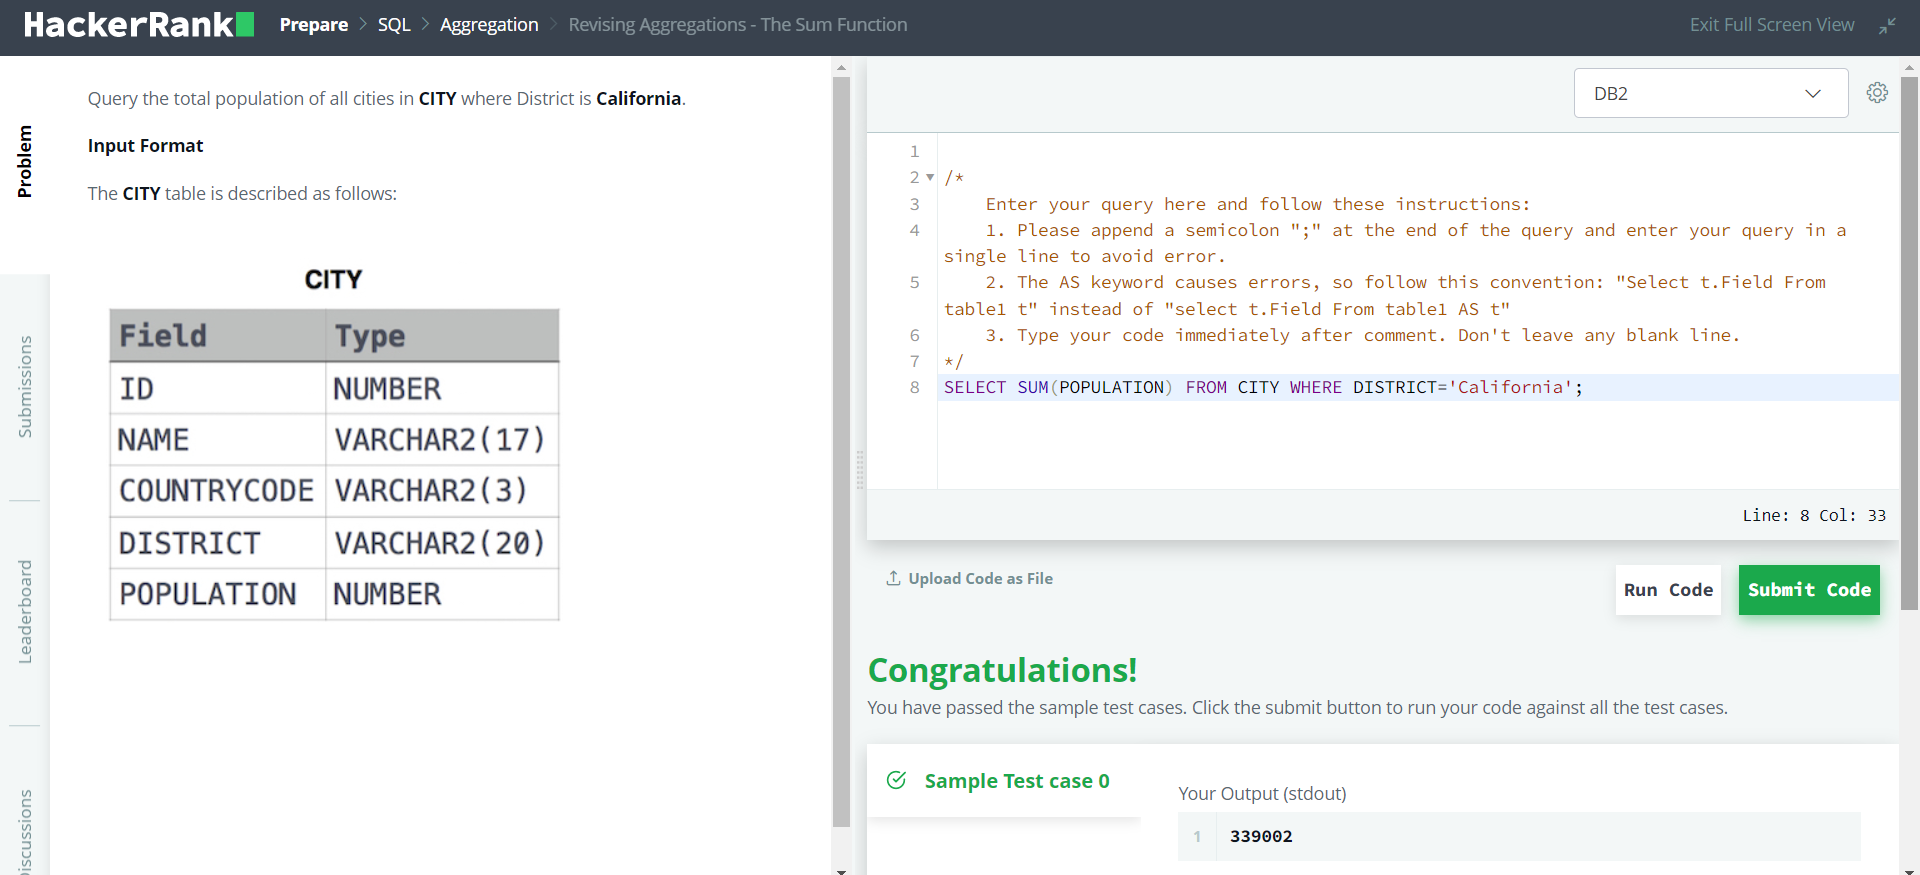 HackerRank Prepare > SQL > Aggregation > Revising Aggregations - The Sum Function Exit Full Screen View
Problem
Submissions
Leaderboard
Query the total population of all cities in CITY where District is California.
Input Format
The CITY table is described as follows:
CITY
Field Type
ID NUMBER
NAME VARCHAR2(17)
COUNTRYCODE VARCHAR2(3)
DISTRICT VARCHAR2(20)
POPULATION NUMBER
DB2
1
2 /*
3 Enter your query here and follow these instructions:
4 1. Please append a semicolon ";" at the end of the query and enter your query in a
single line to avoid error.
5 2. The AS keyword causes errors, so follow this convention: "Select t.Field From
table1 t" instead of "select t.Field From table1 AS t"
6 3. Type your code immediately after comment. Don't leave any blank line.
7 */
8 SELECT SUM(POPULATION) FROM CITY WHERE DISTRICT='California';
Line: 8 Col: 33
Upload Code as File
Run Code Submit Code
Congratulations!
You have passed the sample test cases. Click the submit button to run your code against all the test cases.
Sample Test case 0
Your Output (stdout)
1 339002